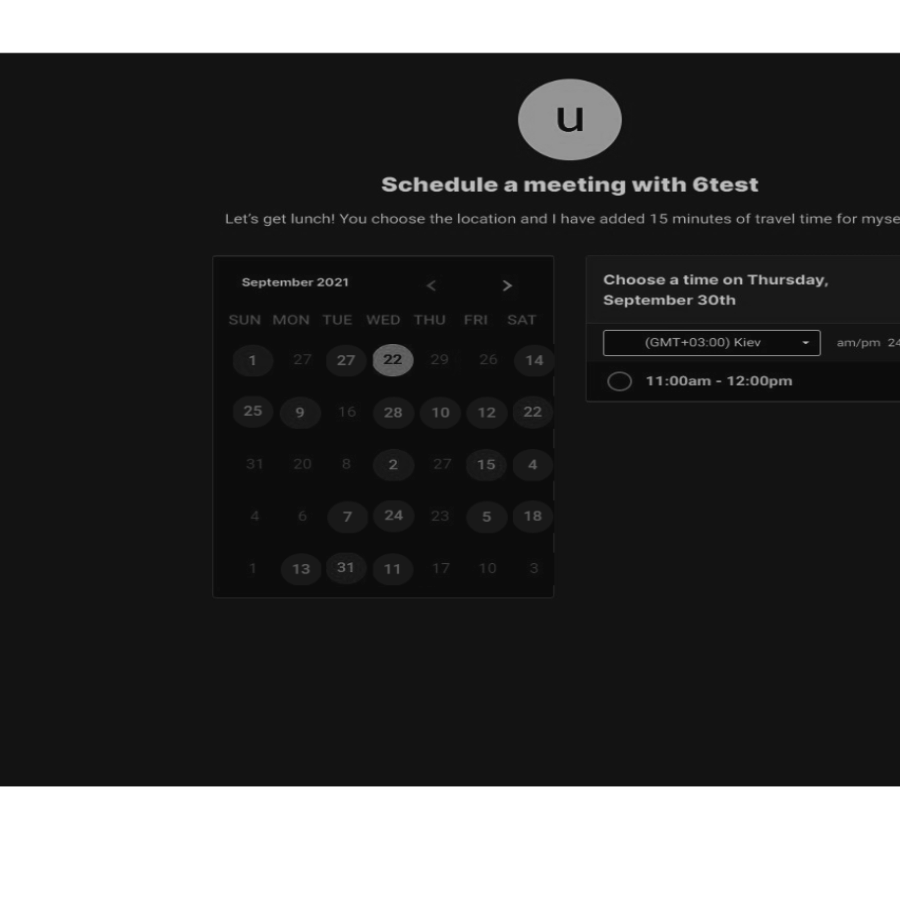 u
Schedule a meeting with 6test
Let's get lunch! You choose the location and I have added 15 minutes of travel time for myse
September 2021 < >
SUN MON TUE WED THU FRI SAT
1 27 27 22 29 26 14
25 9 16 28 10 12 22
31 20 8 2 27 15 4
4 6 7 24 23 5 18
1 13 31 11 17 10 3
Choose a time on Thursday,
September 30th
(GMT+03:00) Kiev am/pm 24
11:00am - 12:00pm